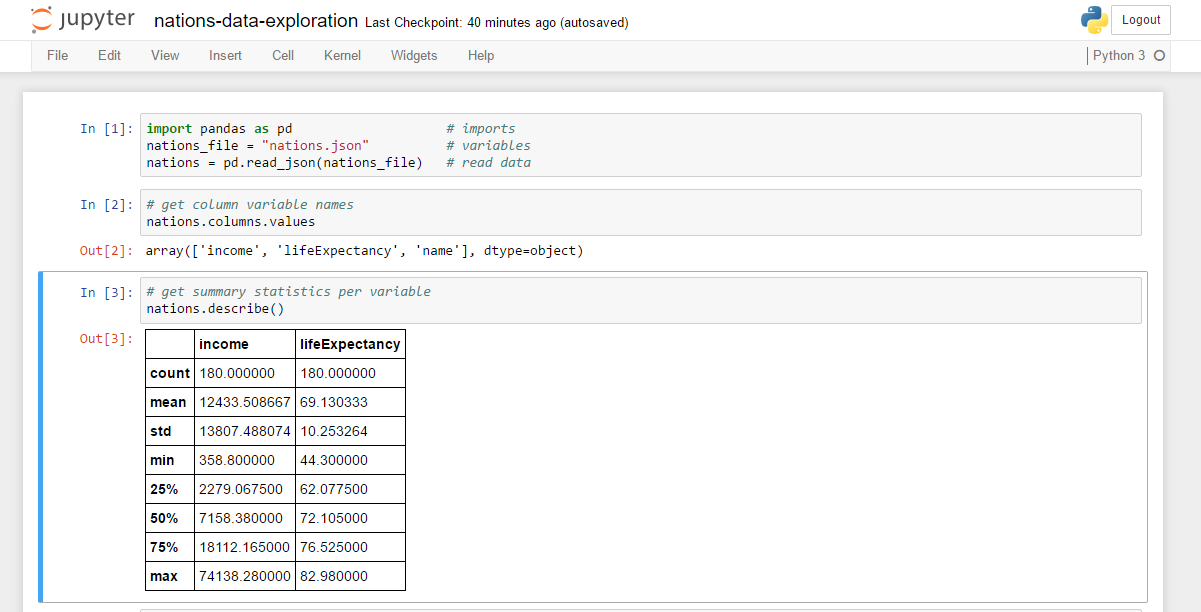 jupyter nations-data-exploration Last Checkpoint: 40 minutes ago (autosaved) Logout
File Edit View Insert Cell Kernel Widgets Help Python 3
In [1]: import pandas as pd # imports
nations_file = "nations.json" # variables
nations = pd.read_json(nations_file) # read data
In [2]: # get column variable names
nations.columns.values
Out[2]: array(['income', 'lifeExpectancy', 'name'], dtype=object)
In [3]: # get summary statistics per variable
nations.describe()
Out[3]:
income lifeExpectancy
count 180.000000 180.000000
mean 12433.508667 69.130333
std 13807.488074 10.253264
min 358.800000 44.300000
25% 2279.067500 62.077500
50% 7158.380000 72.105000
75% 18112.165000 76.525000
max 74138.280000 82.980000